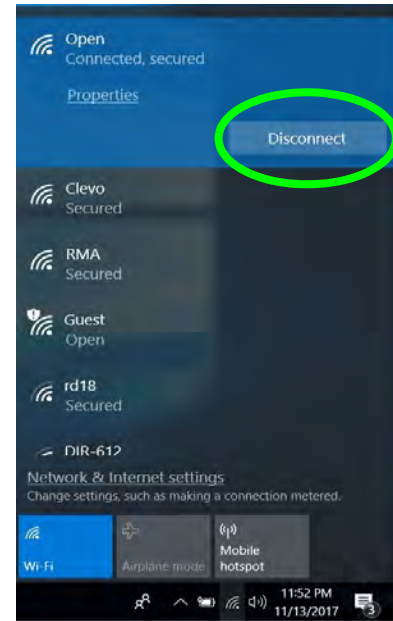 Open
Connected, secured
Properties
Disconnect
Clevo
Secured
RMA
Secured
Guest
Open
rd18
Secured
DIR-612
Network & Internet settings
Change settings, such as making a connection metered.
Wi-Fi
Airplane mode
Mobile
hotspot
11:52 PM
11/13/2017
3